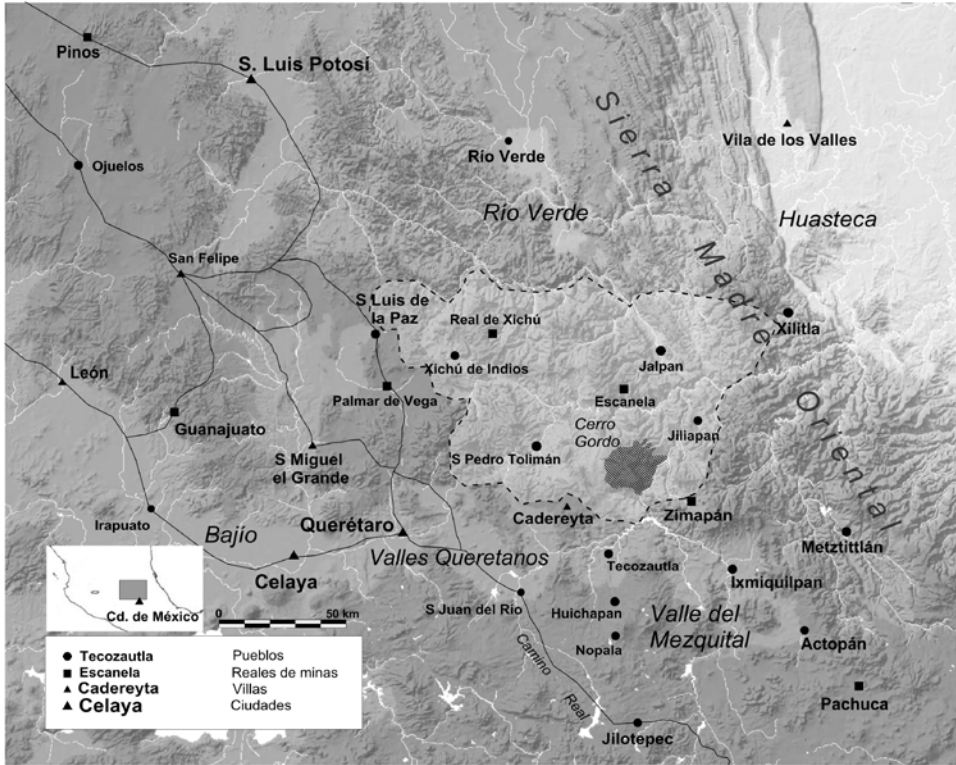 Pinos
S. Luis Potosí
Sierra
Madre
Oriental
Vila de los Valles
Ojuelos
Río Verde
Río Verde
Huasteca
San Felipe
S Luis de
la Paz
Real de Xichú
Xilitla
Xichú de Indios
Jalpan
León
Palmar de Vega
Escanela
Guanajuato
Cerro
Gordo
Jiliapan
S Miguel
el Grande
S Pedro Tolimán
Irapuato
Bajío
Querétaro
Cadereyta
Zimapán
Celaya
Valles Queretanos
Metztittlán
Tecozautla
Ixmiquilpan
Cd. de México
0
50 km
S Juan del Río
Huichapan
Valle del
Mezquital
Nopala
Actopán
Camino
Real
Pachuca
Jilotepec
Tecozautla Pueblos
Escanela Reales de minas
Cadereyta Villas
Celaya Ciudades